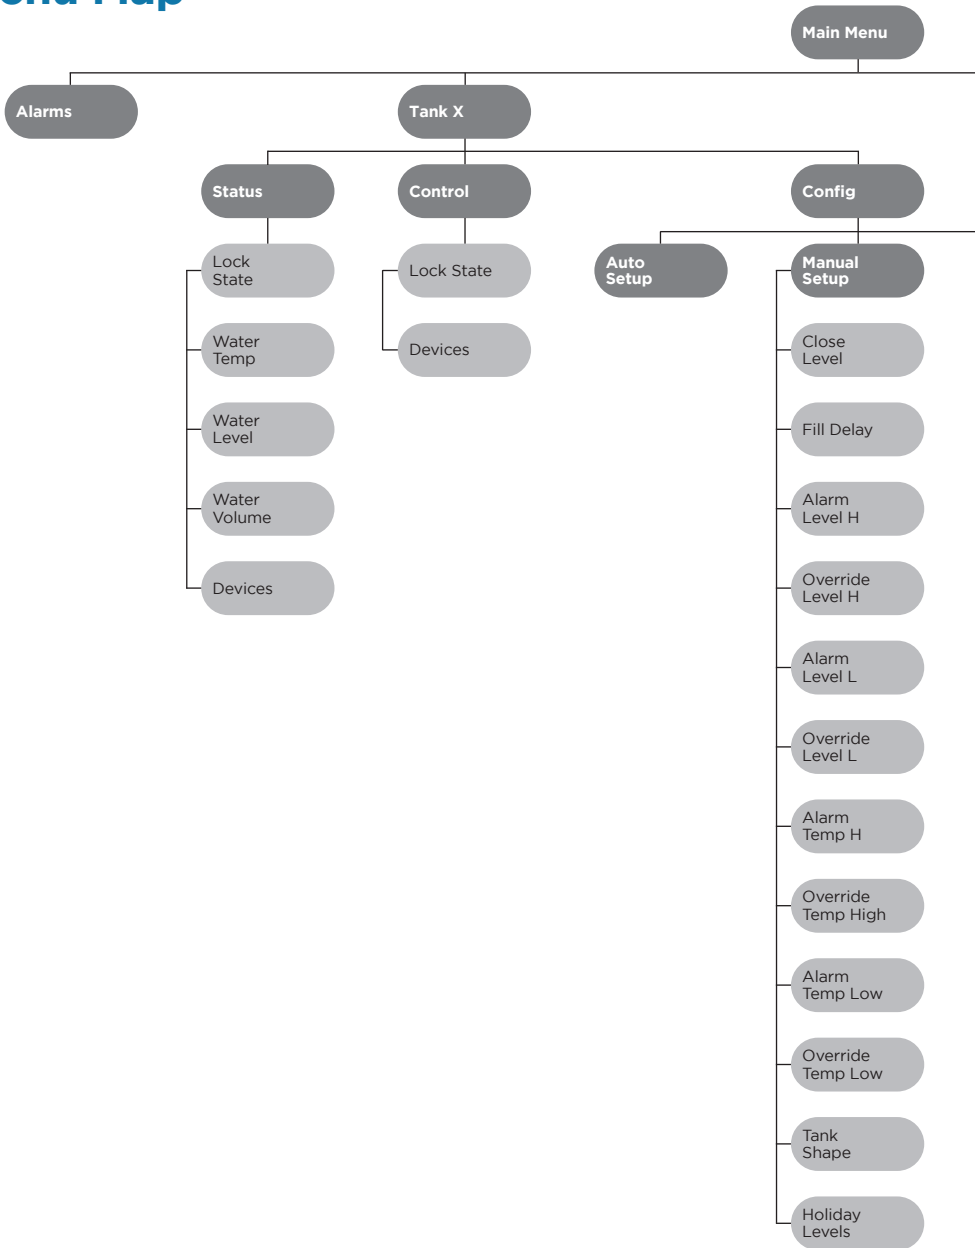 Main Menu
Alarms
Tank X
Status
Control
Config
Auto
Setup
Manual
Setup
Lock
State
Water
Temp
Water
Level
Water
Volume
Devices
Lock State
Devices
Close
Level
Fill Delay
Alarm
Level H
Override
Level H
Alarm
Level L
Override
Level L
Alarm
Temp H
Override
Temp High
Alarm
Temp Low
Override
Temp Low
Tank
Shape
Holiday
Levels